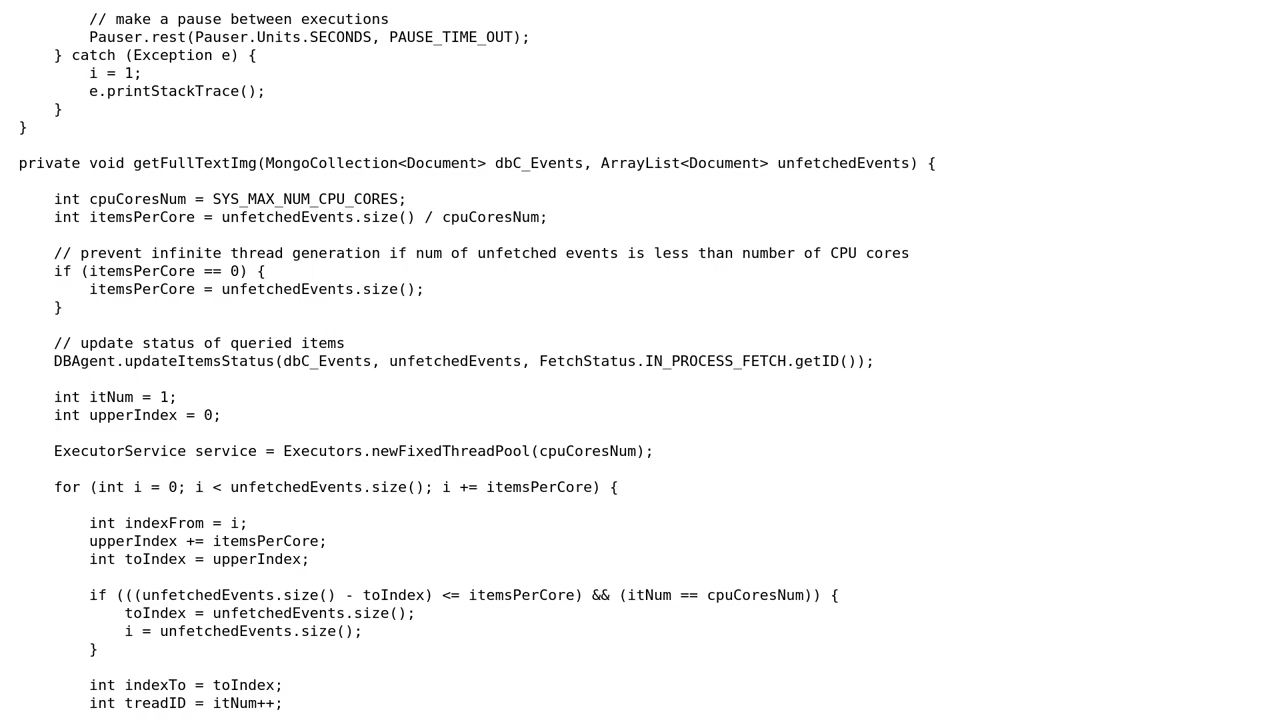 // make a pause between executions
        Pauser.rest(Pauser.Units.SECONDS, PAUSE_TIME_OUT);
    } catch (Exception e) {
        i = 1;
        e.printStackTrace();
    }
}

private void getFullTextImg(MongoCollection<Document> dbC_Events, ArrayList<Document> unfetchedEvents) {

    int cpuCoresNum = SYS_MAX_NUM_CPU_CORES;
    int itemsPerCore = unfetchedEvents.size() / cpuCoresNum;

    // prevent infinite thread generation if num of unfetched events is less than number of CPU cores
    if (itemsPerCore == 0) {
        itemsPerCore = unfetchedEvents.size();
    }

    // update status of queried items
    DBAgent.updateItemsStatus(dbC_Events, unfetchedEvents, FetchStatus.IN_PROCESS_FETCH.getID());

    int itNum = 1;
    int upperIndex = 0;

    ExecutorService service = Executors.newFixedThreadPool(cpuCoresNum);

    for (int i = 0; i < unfetchedEvents.size(); i += itemsPerCore) {

        int indexFrom = i;
        upperIndex += itemsPerCore;
        int toIndex = upperIndex;

        if (((unfetchedEvents.size() - toIndex) <= itemsPerCore) && (itNum == cpuCoresNum)) {
            toIndex = unfetchedEvents.size();
            i = unfetchedEvents.size();
        }

        int indexTo = toIndex;
        int treadID = itNum++;